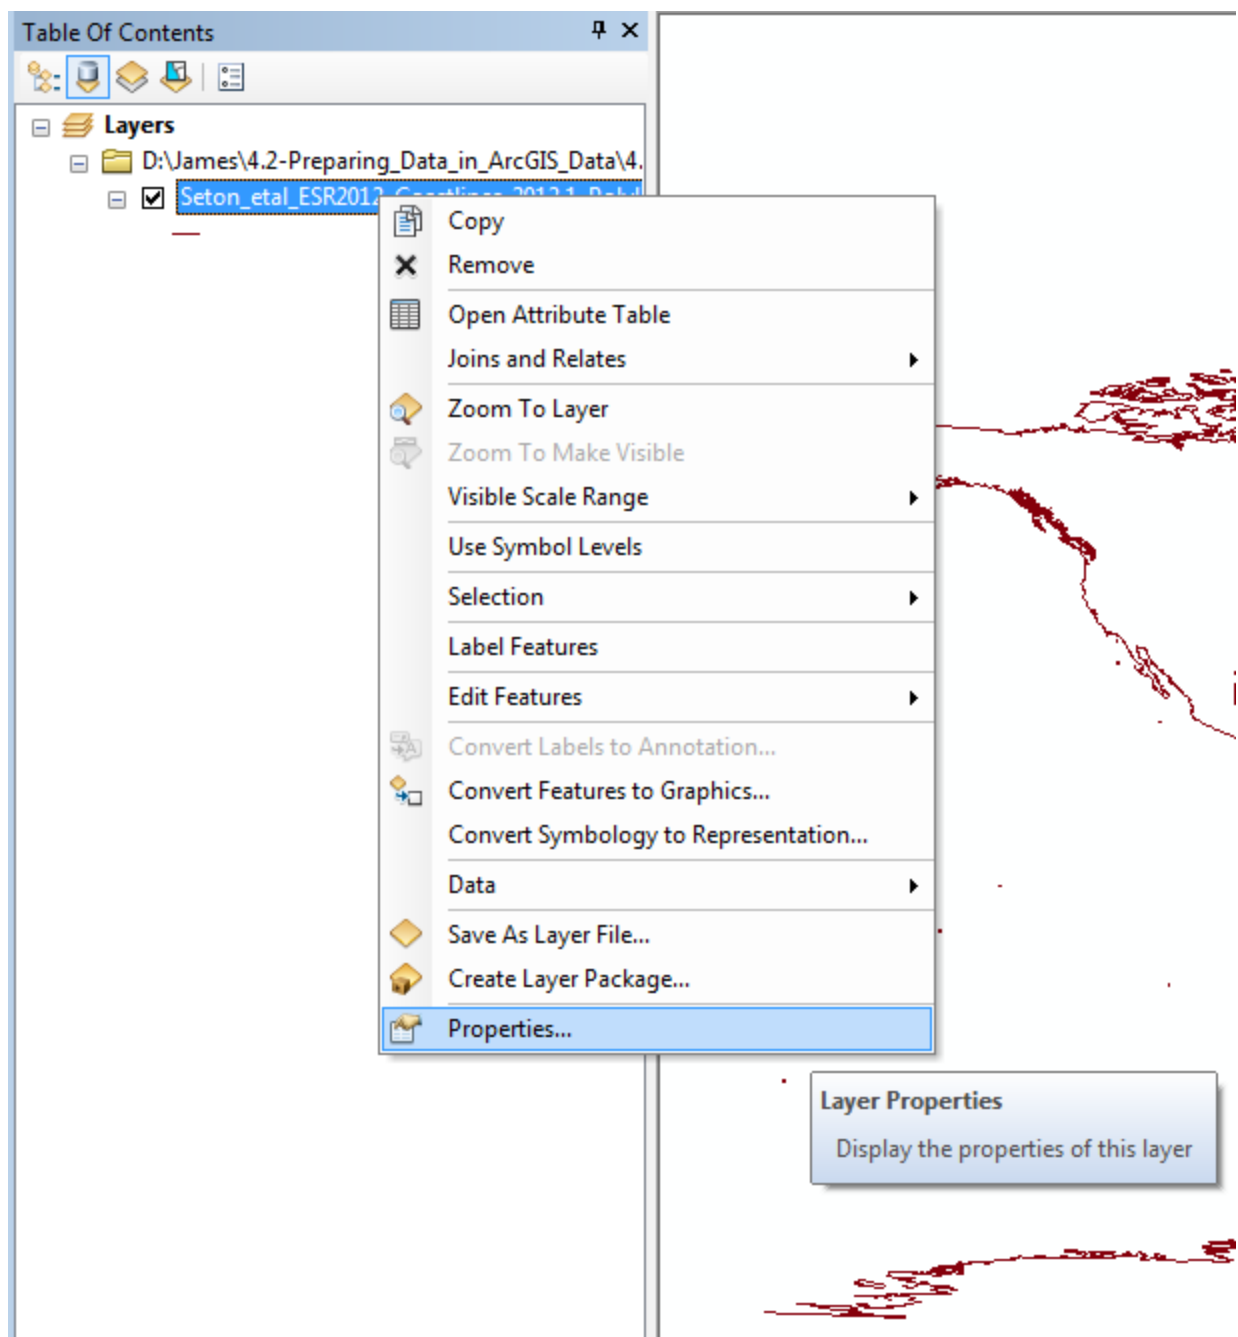 Table Of Contents
Layers
D:\James\4.2-Preparing_Data_in_ArcGIS_Data\4.
Seton_etal_ESR2012_Coastlines_2012.1_Polyl
Copy
Remove
Open Attribute Table
Joins and Relates
Zoom To Layer
Zoom To Make Visible
Visible Scale Range
Use Symbol Levels
Selection
Label Features
Edit Features
Convert Labels to Annotation...
Convert Features to Graphics...
Convert Symbology to Representation...
Data
Save As Layer File...
Create Layer Package...
Properties...
Layer Properties
Display the properties of this layer